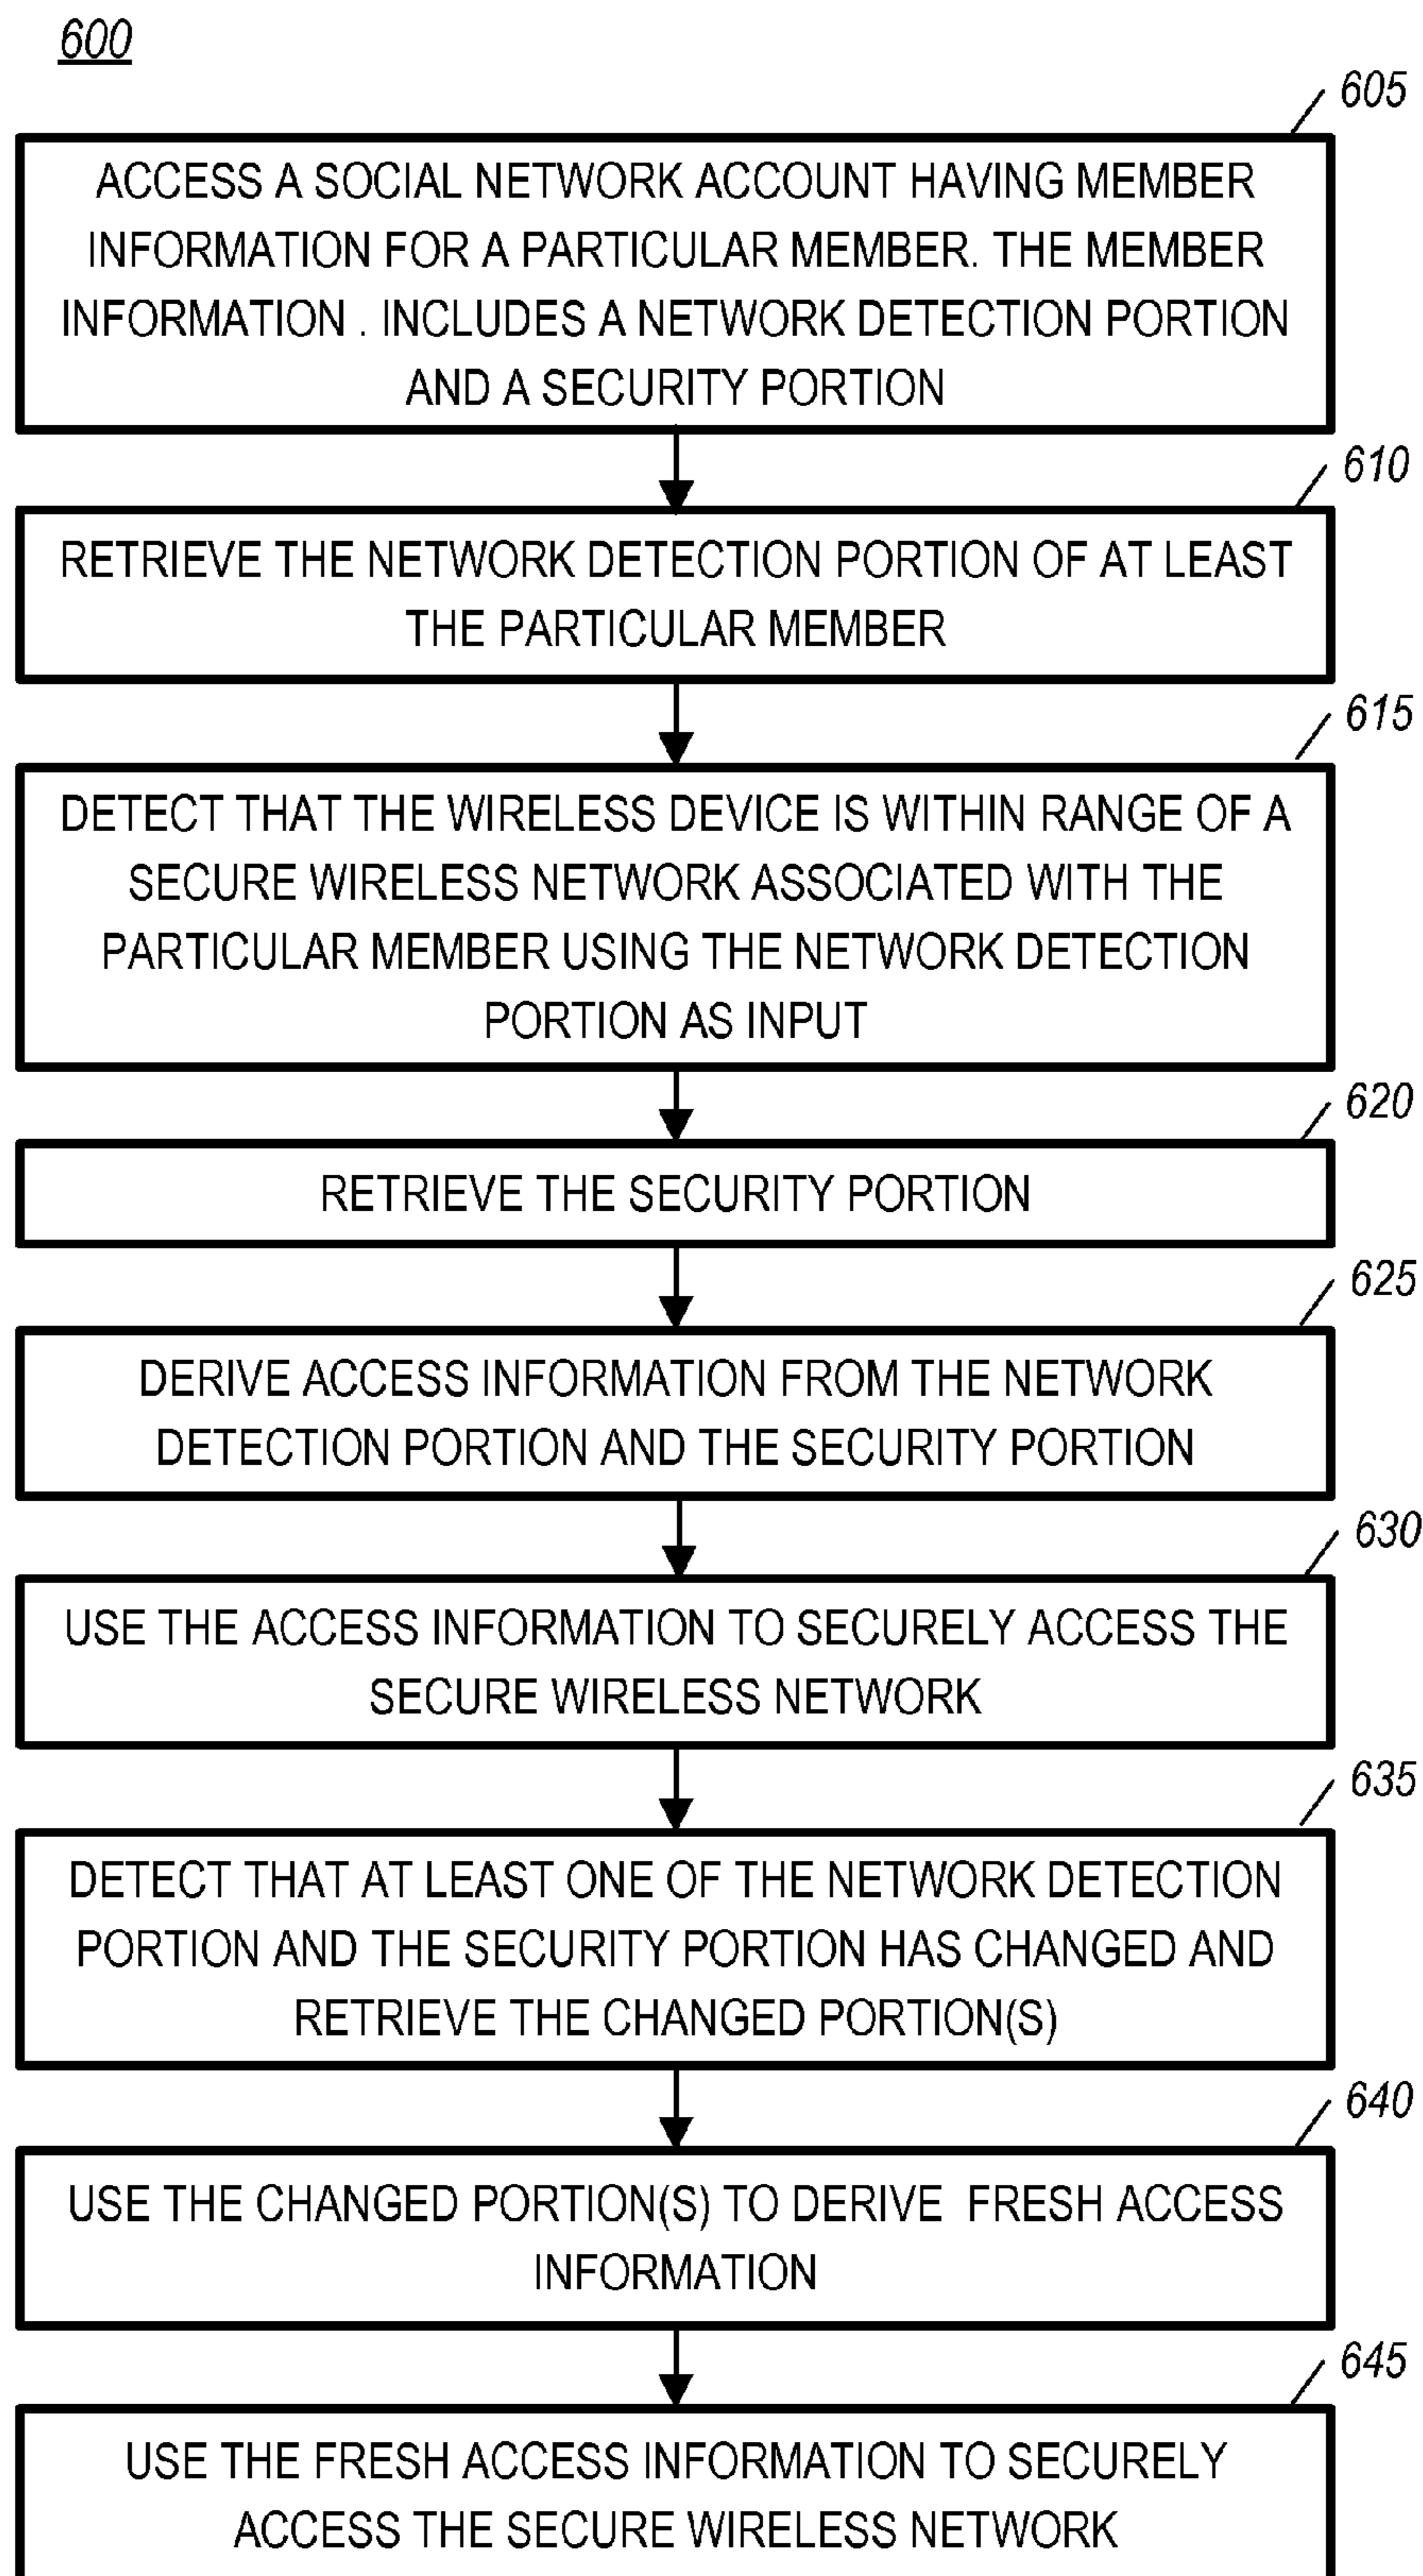 600
605
ACCESS A SOCIAL NETWORK ACCOUNT HAVING MEMBER
INFORMATION FOR A PARTICULAR MEMBER. THE MEMBER
INFORMATION . INCLUDES A NETWORK DETECTION PORTION
AND A SECURITY PORTION
610
RETRIEVE THE NETWORK DETECTION PORTION OF AT LEAST
THE PARTICULAR MEMBER
615
DETECT THAT THE WIRELESS DEVICE IS WITHIN RANGE OF A
SECURE WIRELESS NETWORK ASSOCIATED WITH THE
PARTICULAR MEMBER USING THE NETWORK DETECTION
PORTION AS INPUT
620
RETRIEVE THE SECURITY PORTION
625
DERIVE ACCESS INFORMATION FROM THE NETWORK
DETECTION PORTION AND THE SECURITY PORTION
630
USE THE ACCESS INFORMATION TO SECURELY ACCESS THE
SECURE WIRELESS NETWORK
635
DETECT THAT AT LEAST ONE OF THE NETWORK DETECTION
PORTION AND THE SECURITY PORTION HAS CHANGED AND
RETRIEVE THE CHANGED PORTION(S)
640
USE THE CHANGED PORTION(S) TO DERIVE FRESH ACCESS
INFORMATION
645
USE THE FRESH ACCESS INFORMATION TO SECURELY
ACCESS THE SECURE WIRELESS NETWORK